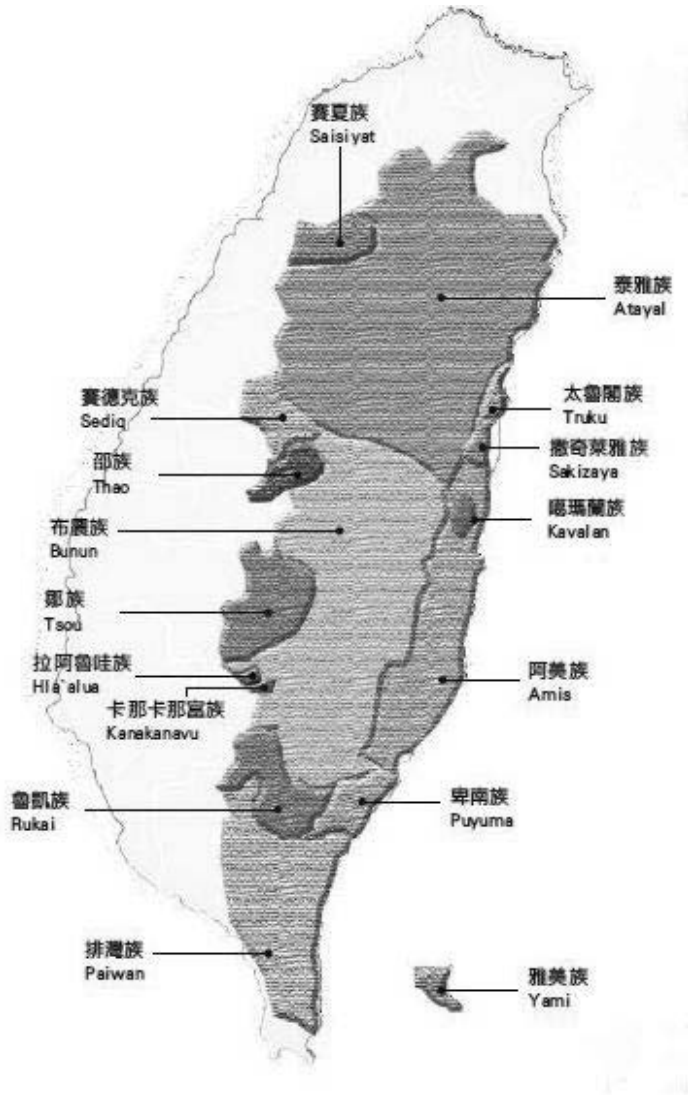 賽夏族
Saisiyat
泰雅族
Atayal
賽德克族
Sediq
太魯閣族
Truku
邵族
Thao
撒奇萊雅族
Sakizaya
布農族
Bunun
噶瑪蘭族
Kavalan
鄒族
Tsou
拉阿魯哇族
Hla'alua
阿美族
Amis
卡那卡那富族
Kanakanavu
魯凱族
Rukai
卑南族
Puyuma
排灣族
Paiwan
雅美族
Yami